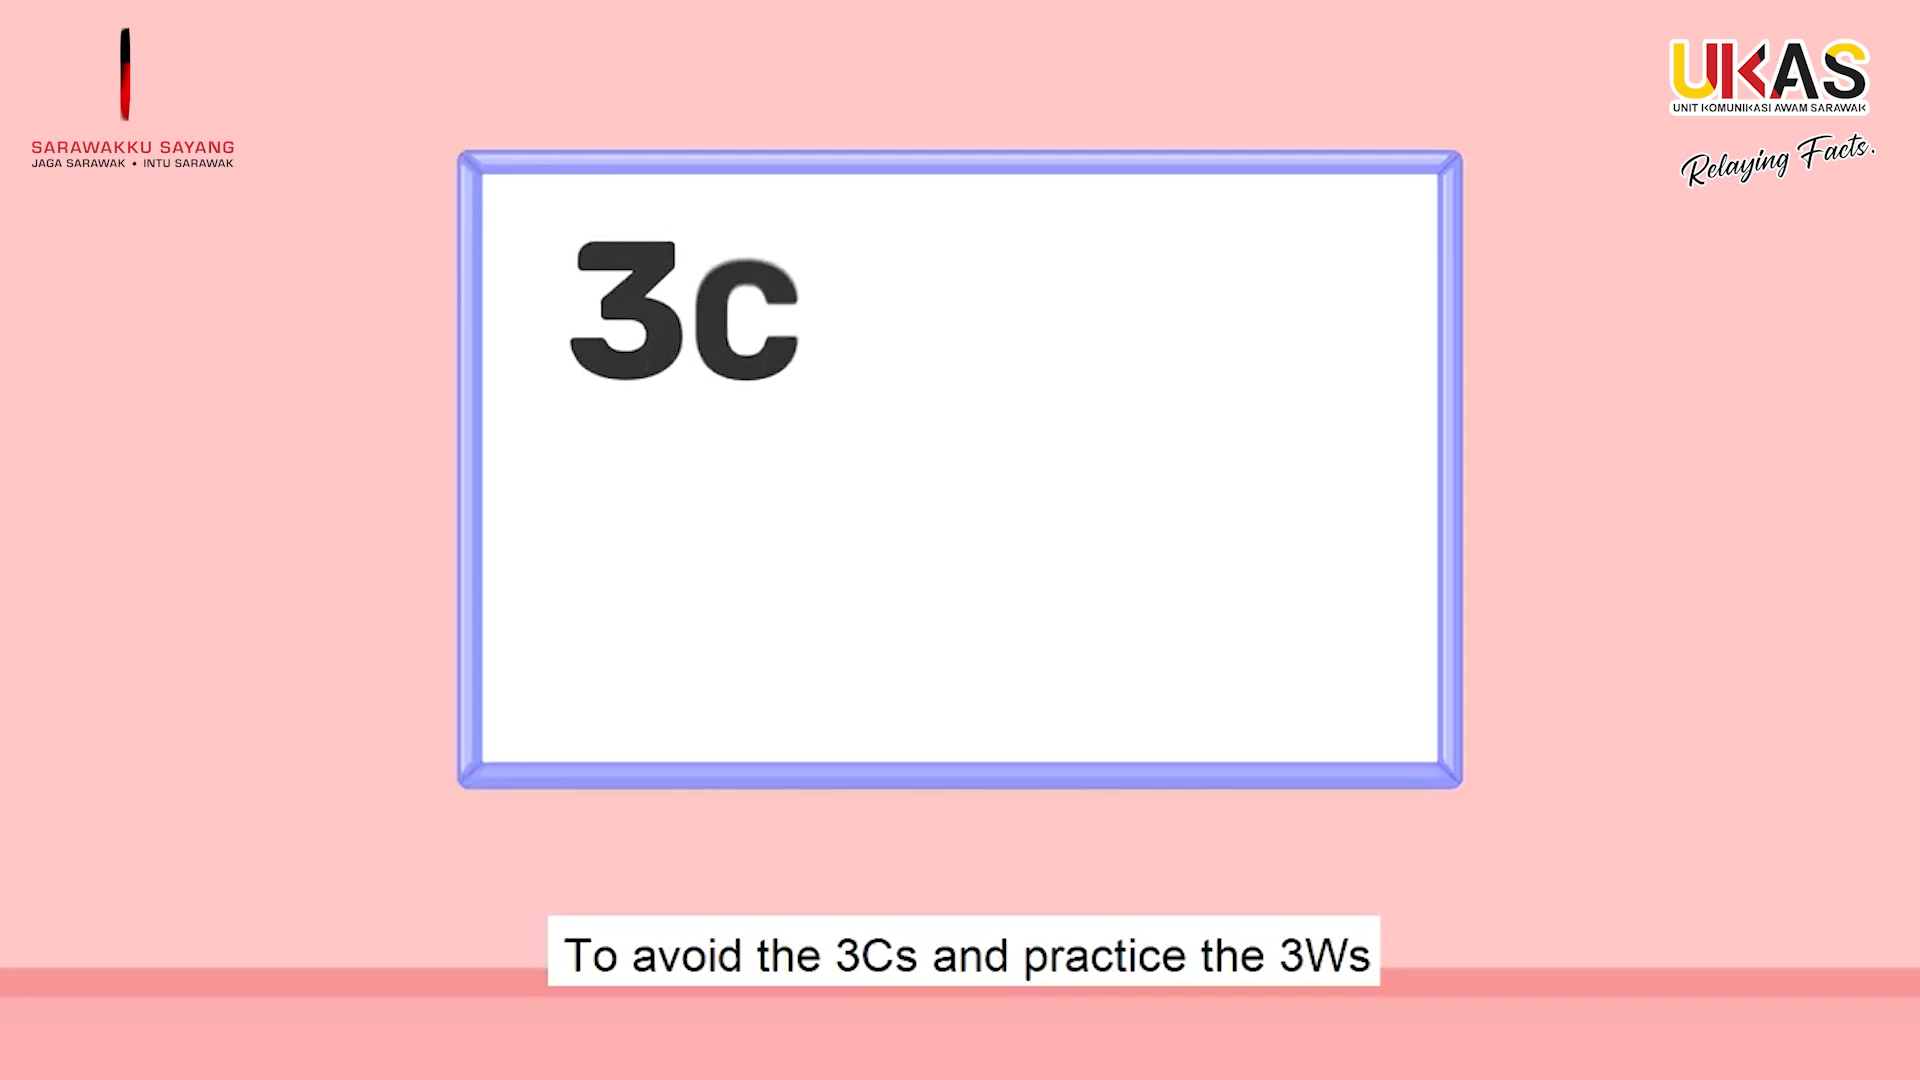 SARAWAKKU SAYANG
JAGA SARAWAK • INTU SARAWAK
UKAS
UNIT KOMUNIKASI AWAM SARAWAK
Relaying Facts.
3c
To avoid the 3Cs and practice the 3Ws